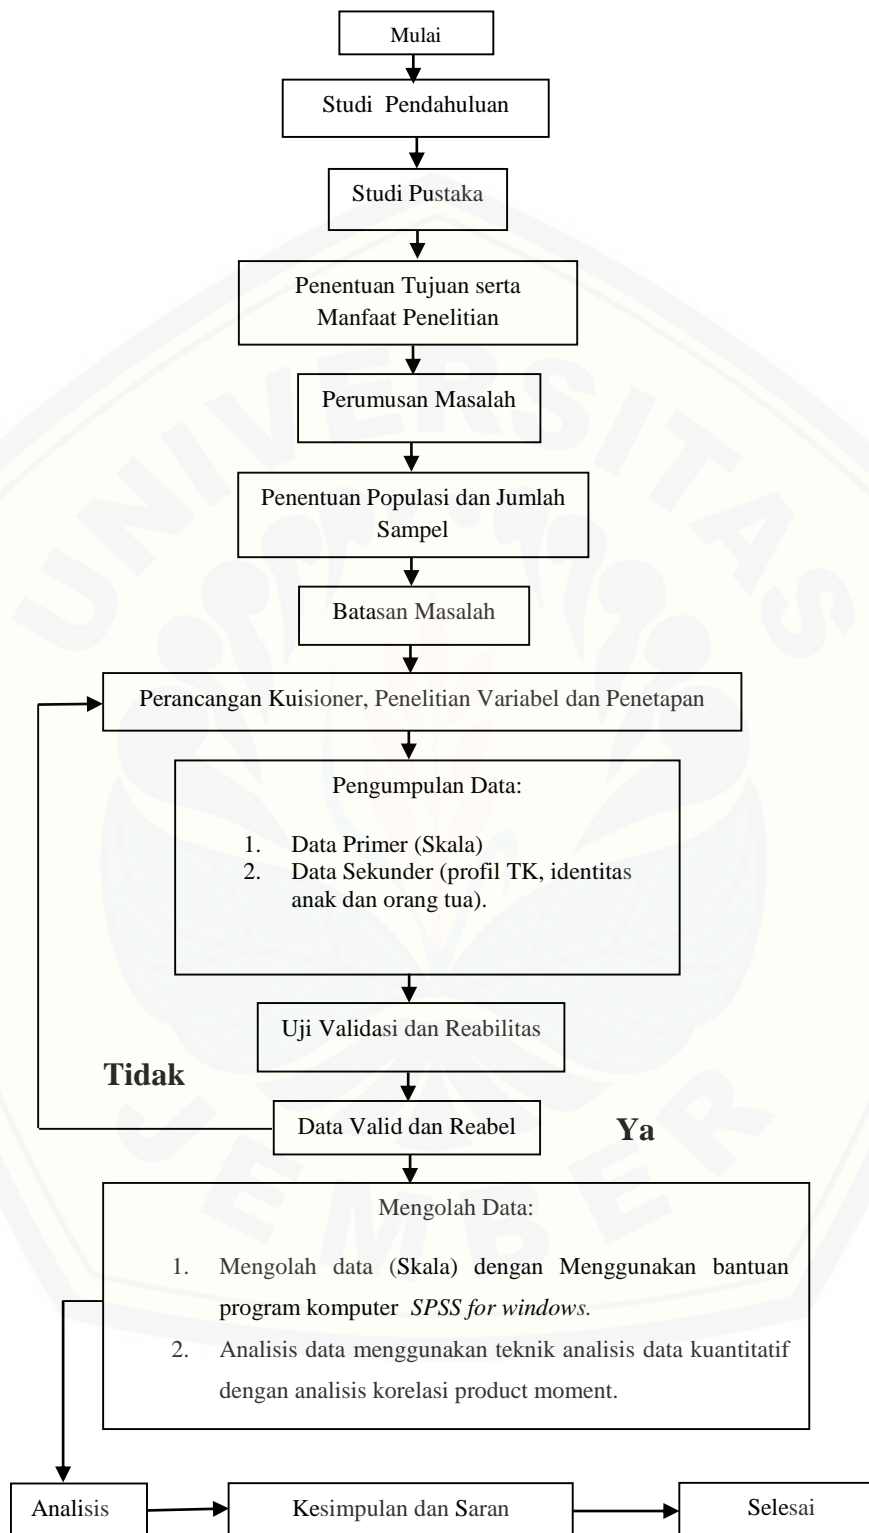 Mulai
Studi Pendahuluan
Studi Pustaka
Penentuan Tujuan serta
Manfaat Penelitian
Perumusan Masalah
Penentuan Populasi dan Jumlah
Sampel
Batasan Masalah
Perancangan Kuisioner, Penelitian Variabel dan Penetapan
Pengumpulan Data:
1. Data Primer (Skala)
2. Data Sekunder (profil TK, identitas
anak dan orang tua).
Uji Validasi dan Reabilitas
Tidak
Data Valid dan Reabel
Ya
Mengolah Data:
1. Mengolah data (Skala) dengan Menggunakan bantuan
program komputer SPSS for windows.
2. Analisis data menggunakan teknik analisis data kuantitatif
dengan analisis korelasi product moment.
Analisis
Kesimpulan dan Saran
Selesai
UNIVERSITAS
JEMBER